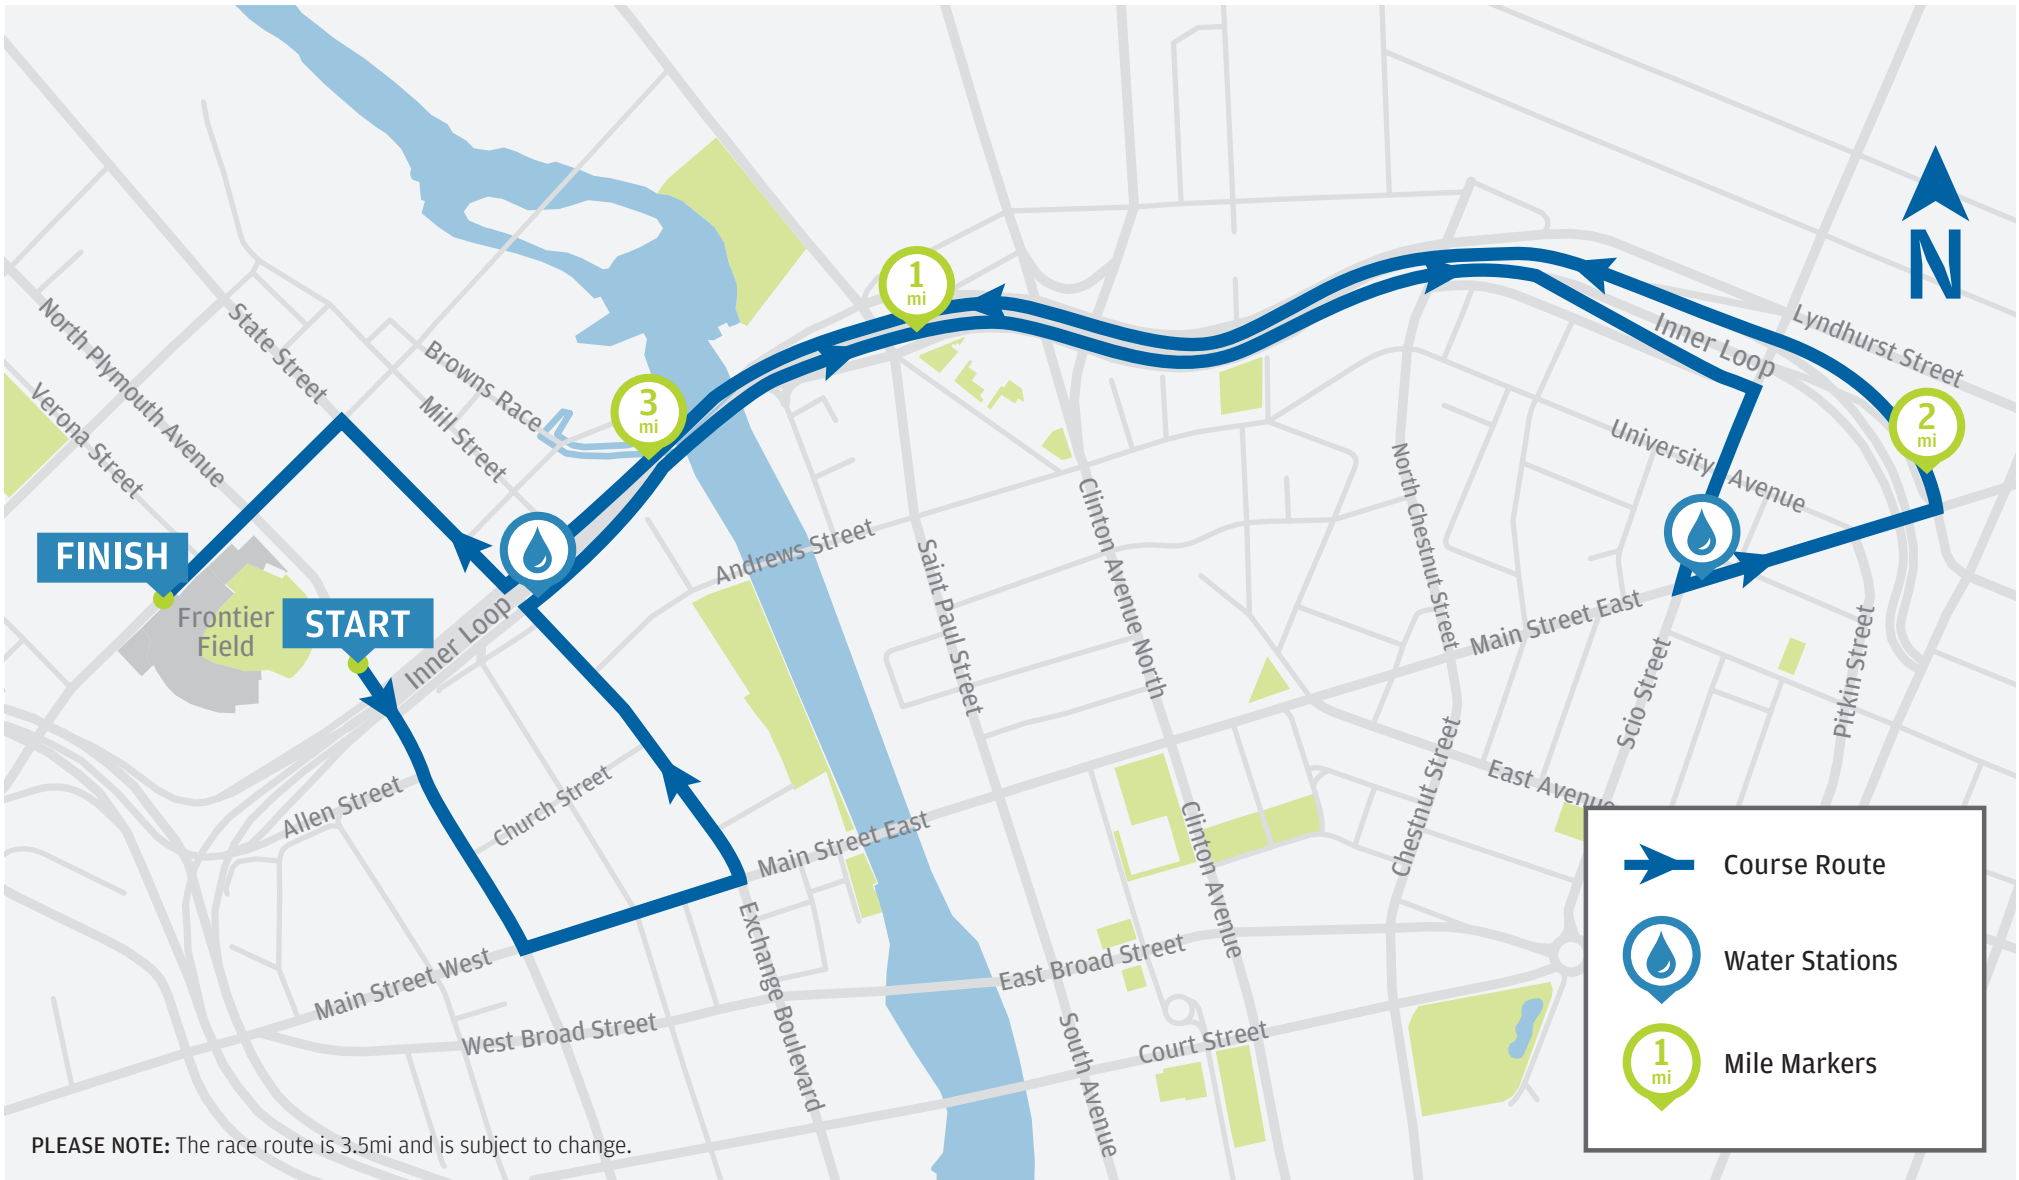 1
mi
N
Lyndhurst Street
Inner Loop
North Plymouth Avenue
State Street
Browns Race
Verona Street
Mill Street
3
mi
2
mi
University Avenue
FINISH
Andrews Street
Clinton Avenue North
North Chestnut Street
Saint Paul Street
Frontier
Field
START
Inner Loop
Main Street East
Scio Street
Pitkin Street
Allen Street
Church Street
Main Street East
Chestnut Street
East Avenue
Clinton Avenue
Exchange Boulevard
Main Street West
West Broad Street
East Broad Street
South Avenue
Court Street
Course Route
Water Stations
1
mi
Mile Markers
PLEASE NOTE: The race route is 3.5mi and is subject to change.